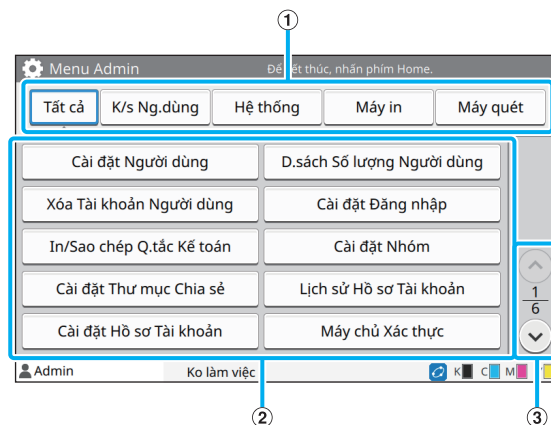 ①
Menu Admin
Để kết thúc, nhấn phím Home.
Tất cả K/s Ng.dùng Hệ thống Máy in Máy quét
Cài đặt Người dùng D.sách Số lượng Người dùng
Xóa Tài khoản Người dùng Cài đặt Đăng nhập
In/Sao chép Q.tắc Kế toán Cài đặt Nhóm
Cài đặt Thư mục Chia sẻ Lịch sử Hồ sơ Tài khoản
1
6
Cài đặt Hồ sơ Tài khoản Máy chủ Xác thực
Admin Ko làm việc K C M Y
② ③